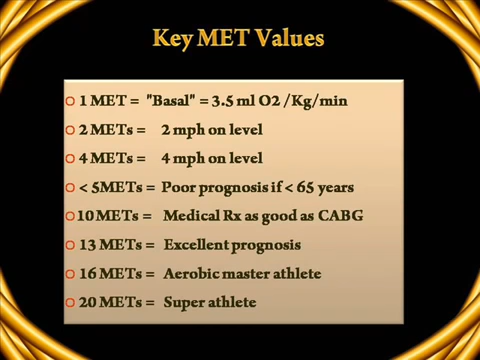 Key MET Values
1 MET = "Basal" = 3.5 ml O2 /Kg/min
2 METs = 2 mph on level
4 METs = 4 mph on level
< 5METs = Poor prognosis if < 65 years
10 METs = Medical Rx as good as CABG
13 METs = Excellent prognosis
16 METs = Aerobic master athlete
20 METs = Super athlete